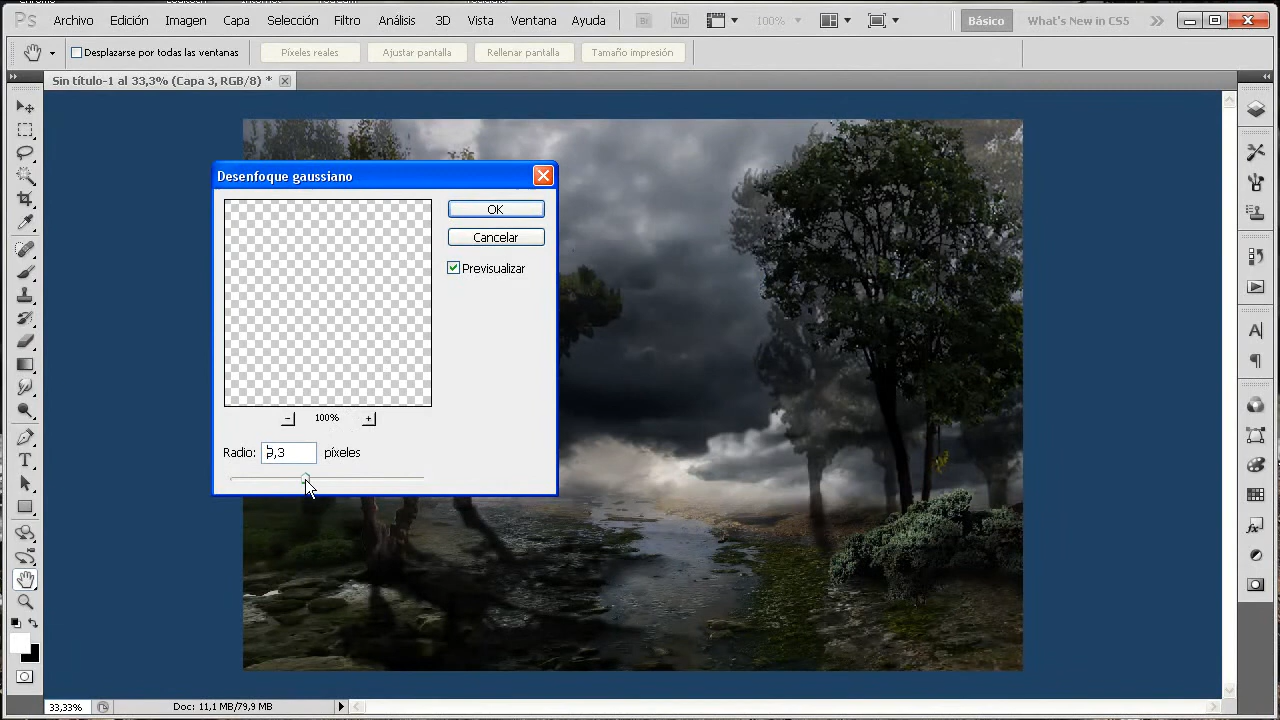 Ps Archivo Edición Imagen Capa Selección Filtro Análisis 3D Vista Ventana Ayuda Br Mb 100% Básico What's New in CS5
Desplazarse por todas las ventanas Píxeles reales Ajustar pantalla Rellenar pantalla Tamaño impresión
Sin título-1 al 33,3% (Capa 3, RGB/8) *
Desenfoque gaussiano
OK
Cancelar
Previsualizar
100%
Radio: ,3 píxeles
33,33% Doc: 11,1 MB/79,9 MB